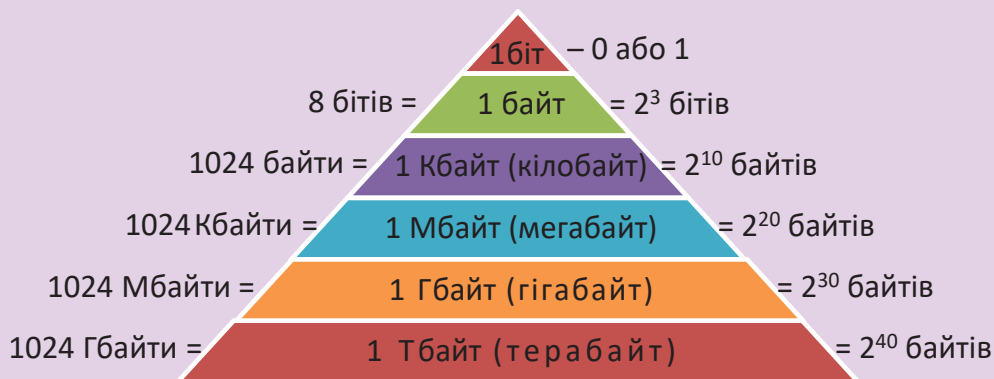 1біт – 0 або 1
8 бітів = 1 байт = 2³ бітів
1024 байти = 1 Кбайт (кілобайт) = 2¹⁰ байтів
1024 Кбайти = 1 Мбайт (мегабайт) = 2²⁰ байтів
1024 Мбайти = 1 Гбайт (гігабайт) = 2³⁰ байтів
1024 Гбайти = 1 Тбайт (терабайт) = 2⁴⁰ байтів